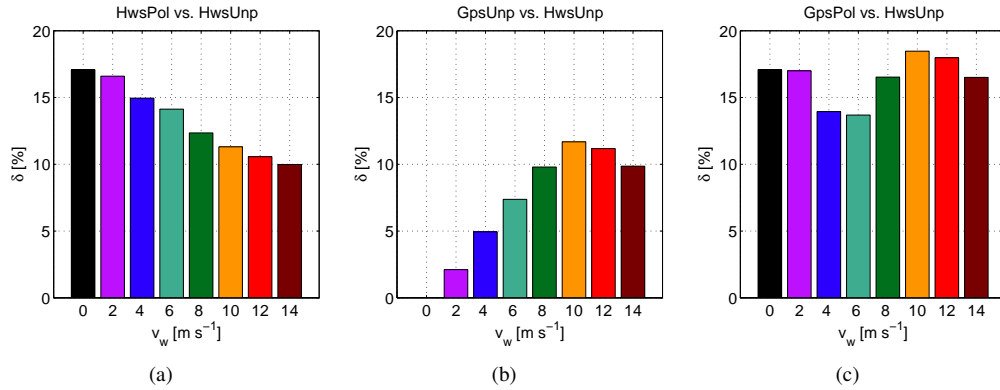 HwsPol vs. HwsUnp
20
15
10
5
0
δ [%]
0 2 4 6 8 10 12 14
v_w [m s⁻¹]
(a)
GpsUnp vs. HwsUnp
20
15
10
5
0
δ [%]
0 2 4 6 8 10 12 14
v_w [m s⁻¹]
(b)
GpsPol vs. HwsUnp
20
15
10
5
0
δ [%]
0 2 4 6 8 10 12 14
v_w [m s⁻¹]
(c)